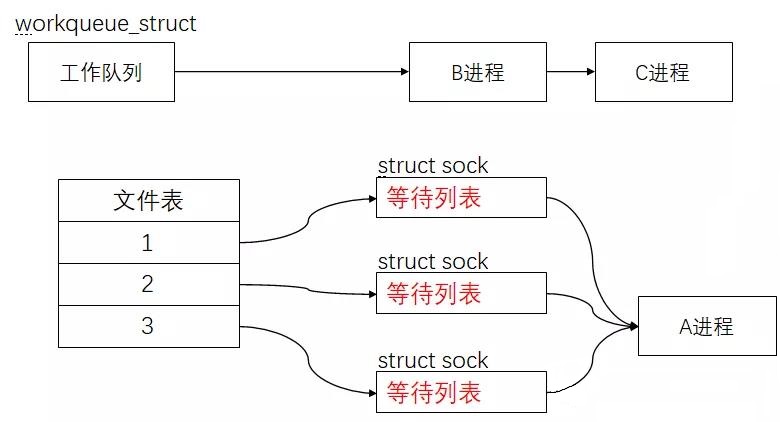 workqueue_struct
工作队列
B进程
C进程
文件表
1
2
3
struct sock
等待列表
struct sock
等待列表
struct sock
等待列表
A进程